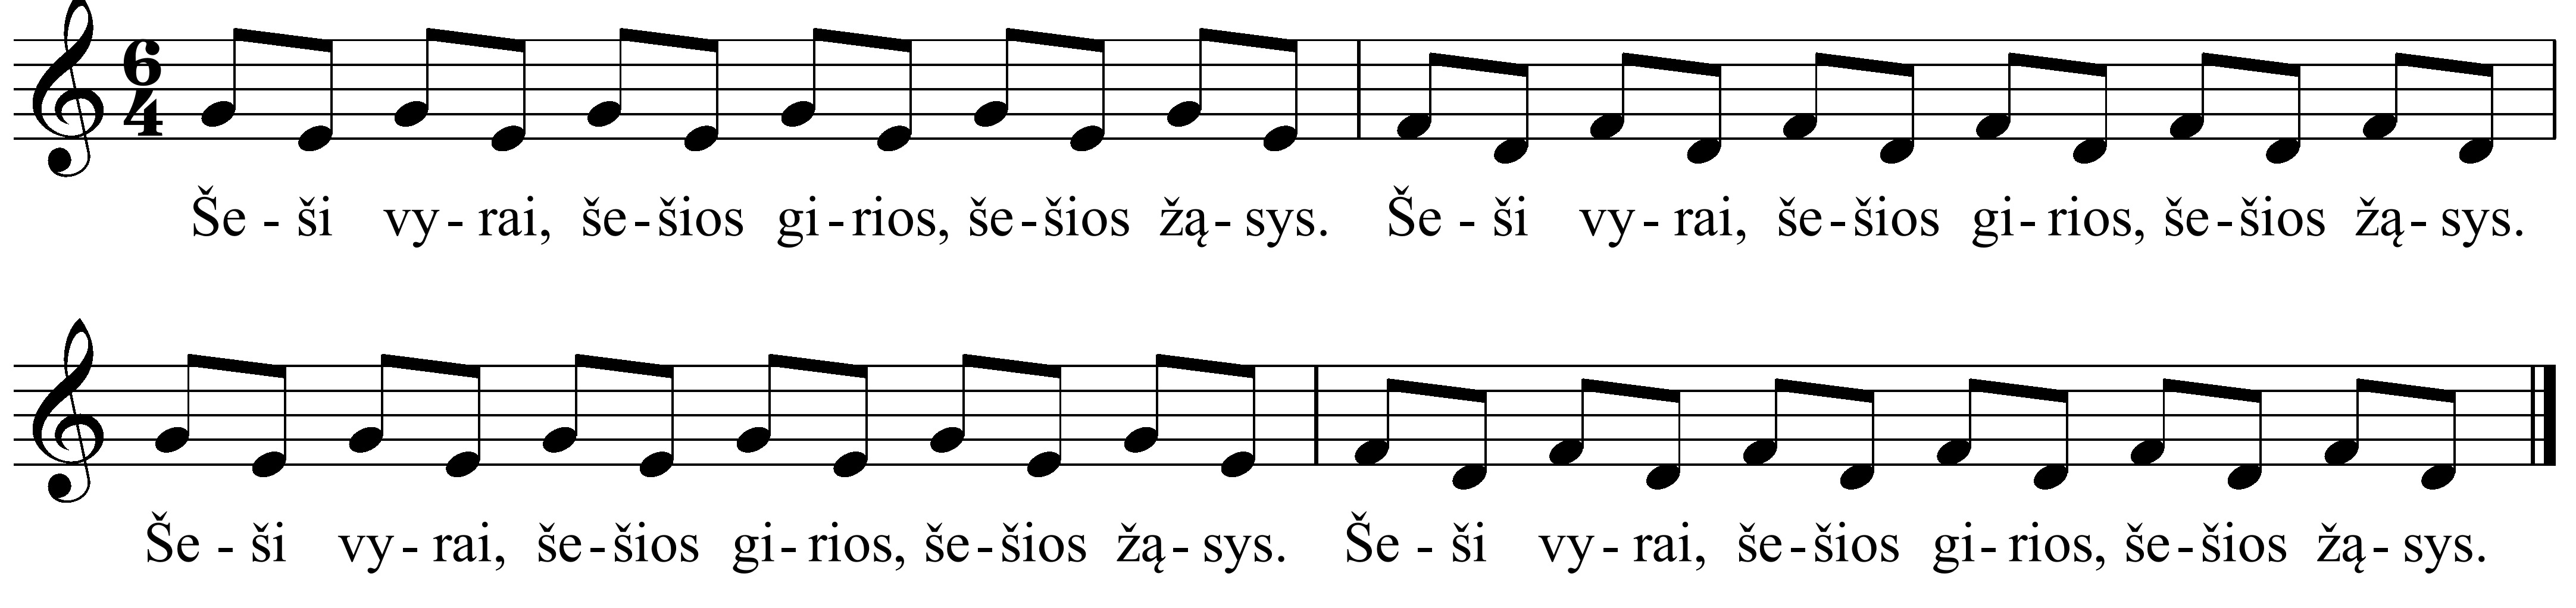 6
4
Še - ši vy - rai, še - šios gi - rios, še - šios žą - sys. Še - ši vy - rai, še - šios gi - rios, še - šios žą - sys.
Še - ši vy - rai, še - šios gi - rios, še - šios žą - sys. Še - ši vy - rai, še - šios gi - rios, še - šios žą - sys.